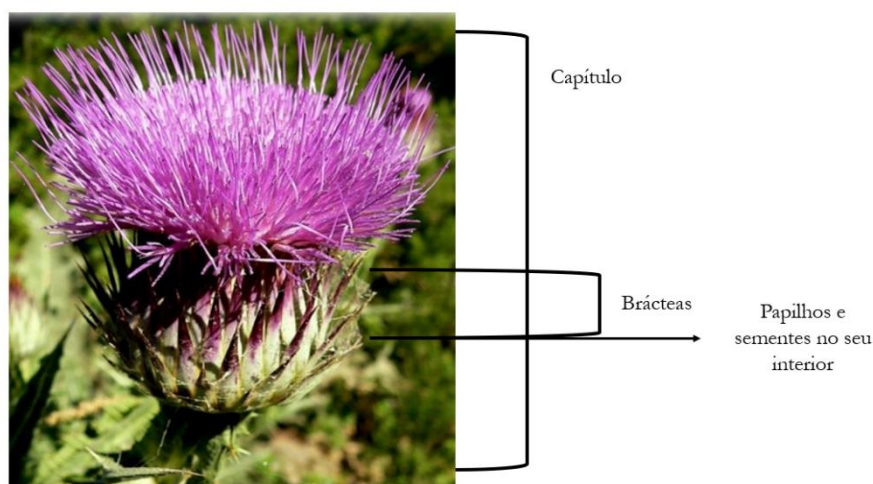 Capítulo
Brácteas
Papilhos e
sementes no seu
interior